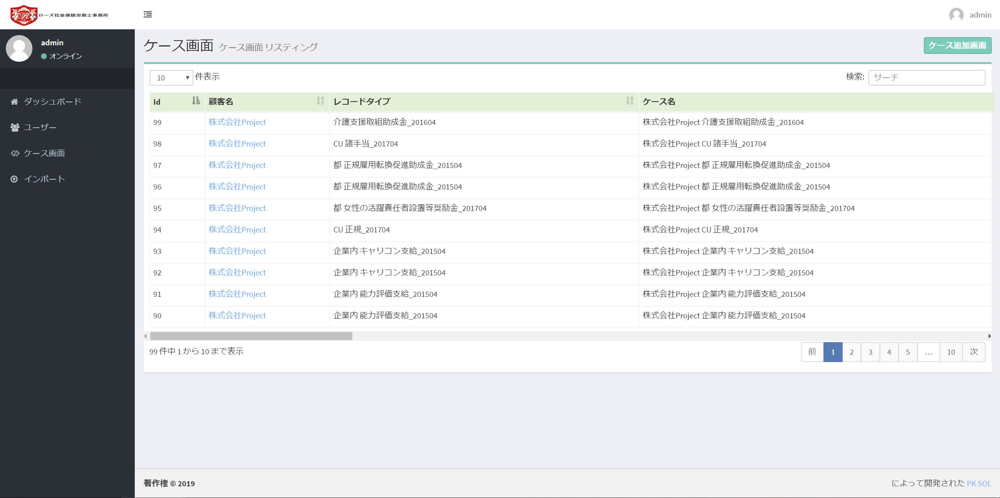 ローズ社会保険労務士事務所
admin
admin
オンライン
ダッシュボード
ユーザー
ケース画面
インポート
ケース画面 ケース画面 リスティング
ケース追加画面
10 件表示
検索: サーチ
Id 顧客名 レコードタイプ ケース名
99 株式会社Project 介護支援取組助成金_201604 株式会社Project 介護支援取組助成金_201604
98 株式会社Project CU 諸手当_201704 株式会社Project CU 諸手当_201704
97 株式会社Project 都 正規雇用転換促進助成金_201504 株式会社Project 都 正規雇用転換促進助成金_201504
96 株式会社Project 都 正規雇用転換促進助成金_201504 株式会社Project 都 正規雇用転換促進助成金_201504
95 株式会社Project 都 女性の活躍責任者設置等奨励金_201704 株式会社Project 都 女性の活躍責任者設置等奨励金_201704
94 株式会社Project CU 正規_201704 株式会社Project CU 正規_201704
93 株式会社Project 企業内 キャリコン支給_201504 株式会社Project 企業内 キャリコン支給_201504
92 株式会社Project 企業内 キャリコン支給_201504 株式会社Project 企業内 キャリコン支給_201504
91 株式会社Project 企業内 能力評価支給_201504 株式会社Project 企業内 能力評価支給_201504
90 株式会社Project 企業内 能力評価支給_201504 株式会社Project 企業内 能力評価支給_201504
99 件中 1 から 10 まで表示
前 1 2 3 4 5 … 10 次
著作権 © 2019
によって開発された PK SOL